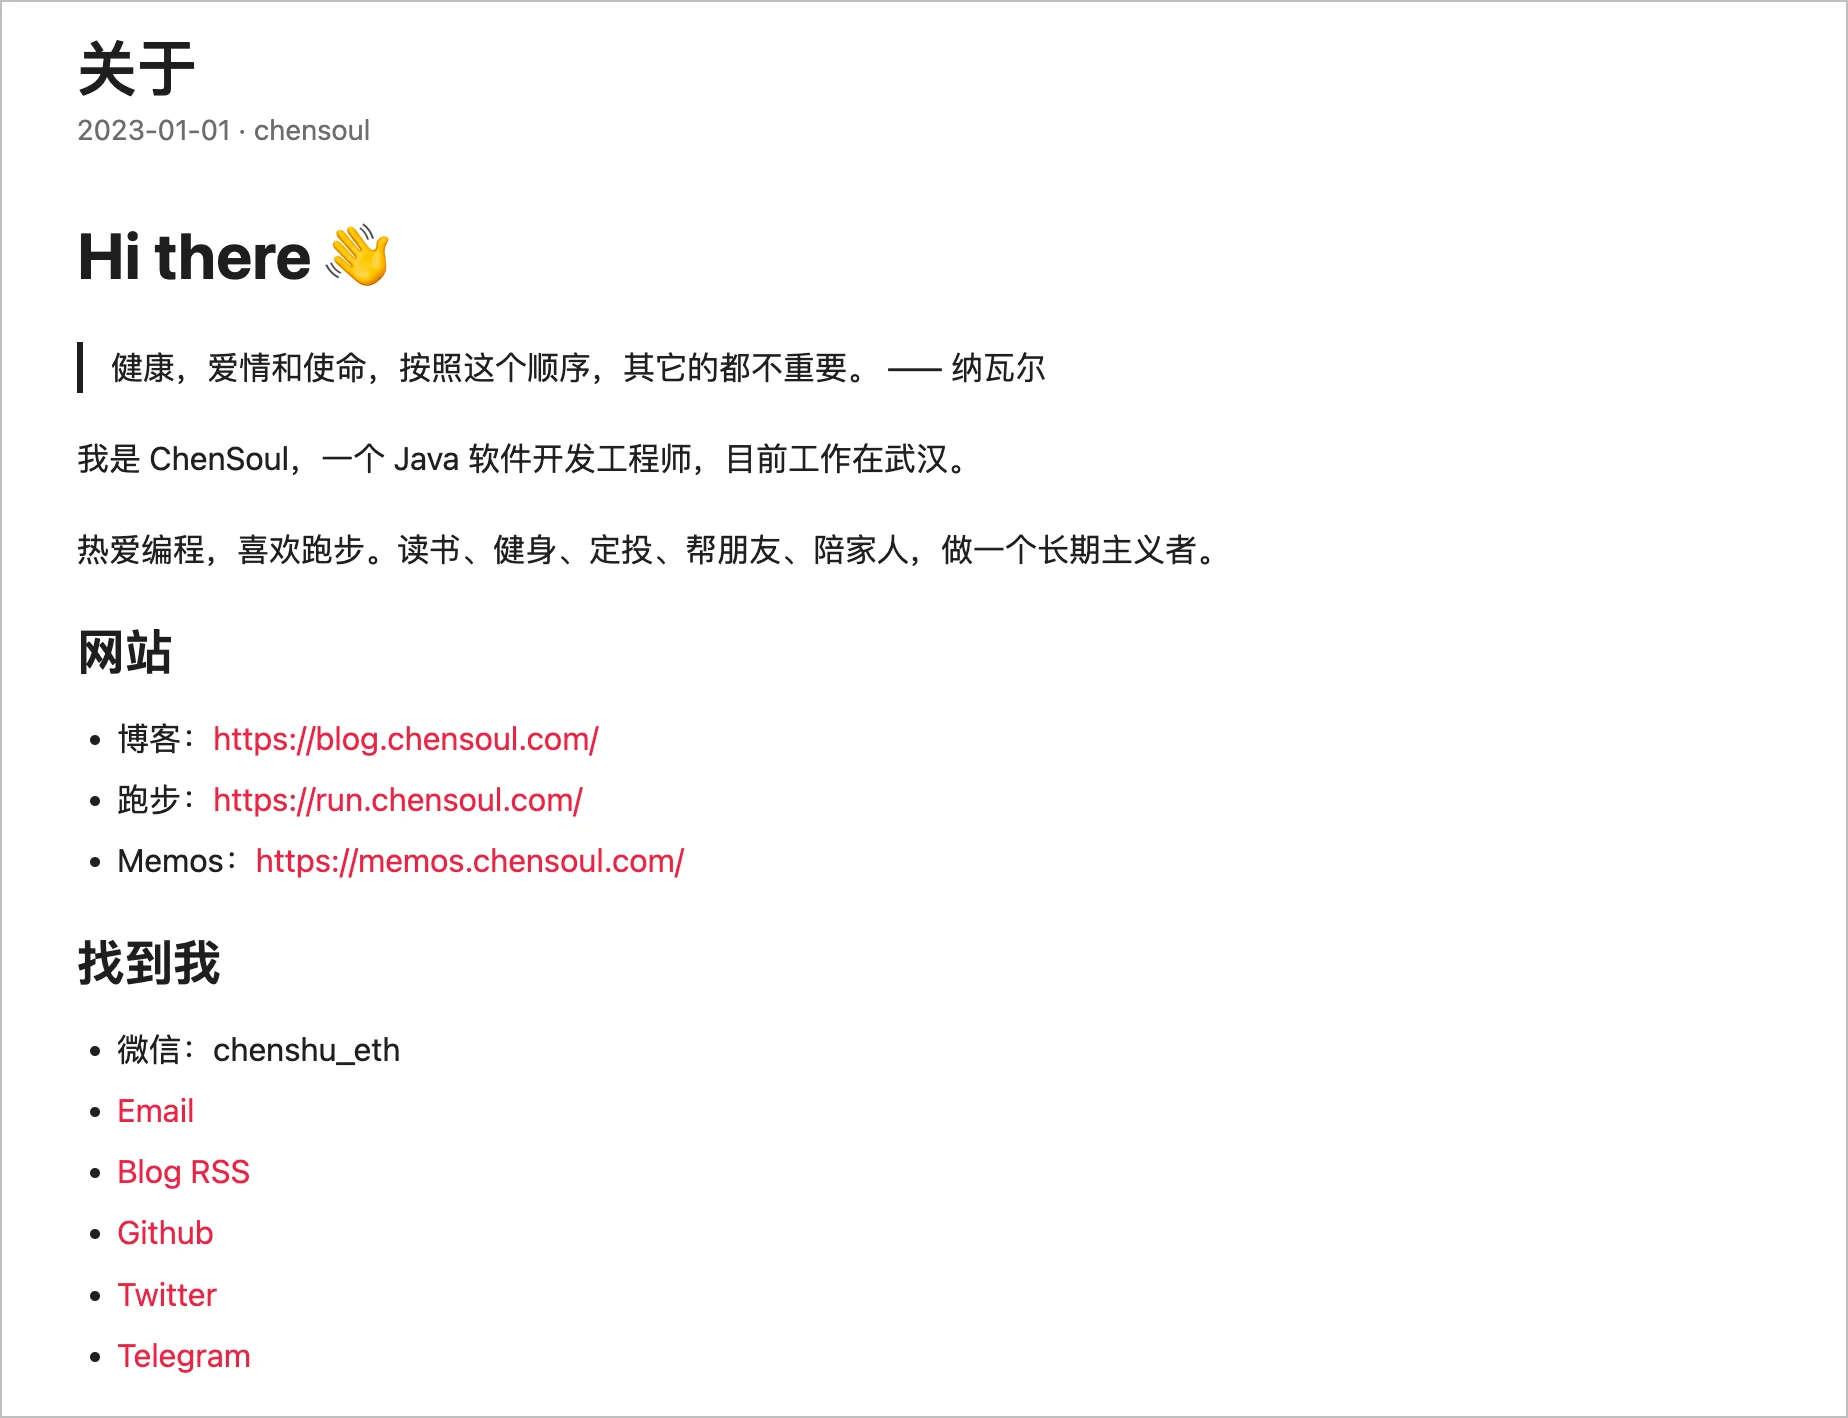 关于
2023-01-01 · chensoul
Hi there 👋
健康，爱情和使命，按照这个顺序，其它的都不重要。 —— 纳瓦尔
我是 ChenSoul，一个 Java 软件开发工程师，目前工作在武汉。
热爱编程，喜欢跑步。读书、健身、定投、帮朋友、陪家人，做一个长期主义者。
网站
• 博客：https://blog.chensoul.com/
• 跑步：https://run.chensoul.com/
• Memos：https://memos.chensoul.com/
找到我
• 微信：chenshu_eth
• Email
• Blog RSS
• Github
• Twitter
• Telegram